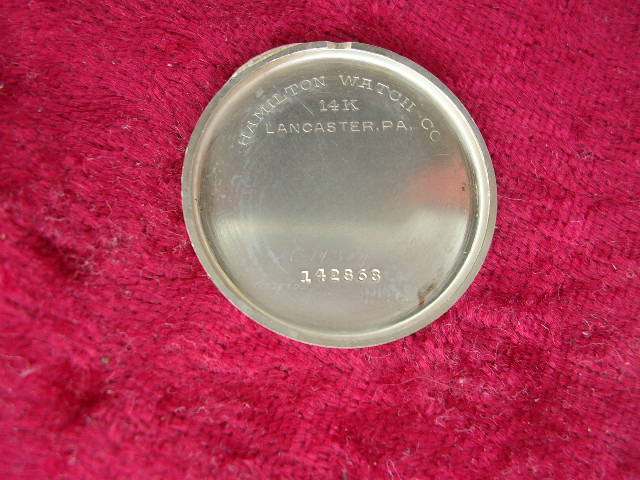 HAMILTON WATCH CO
14K
LANCASTER, PA.
142868